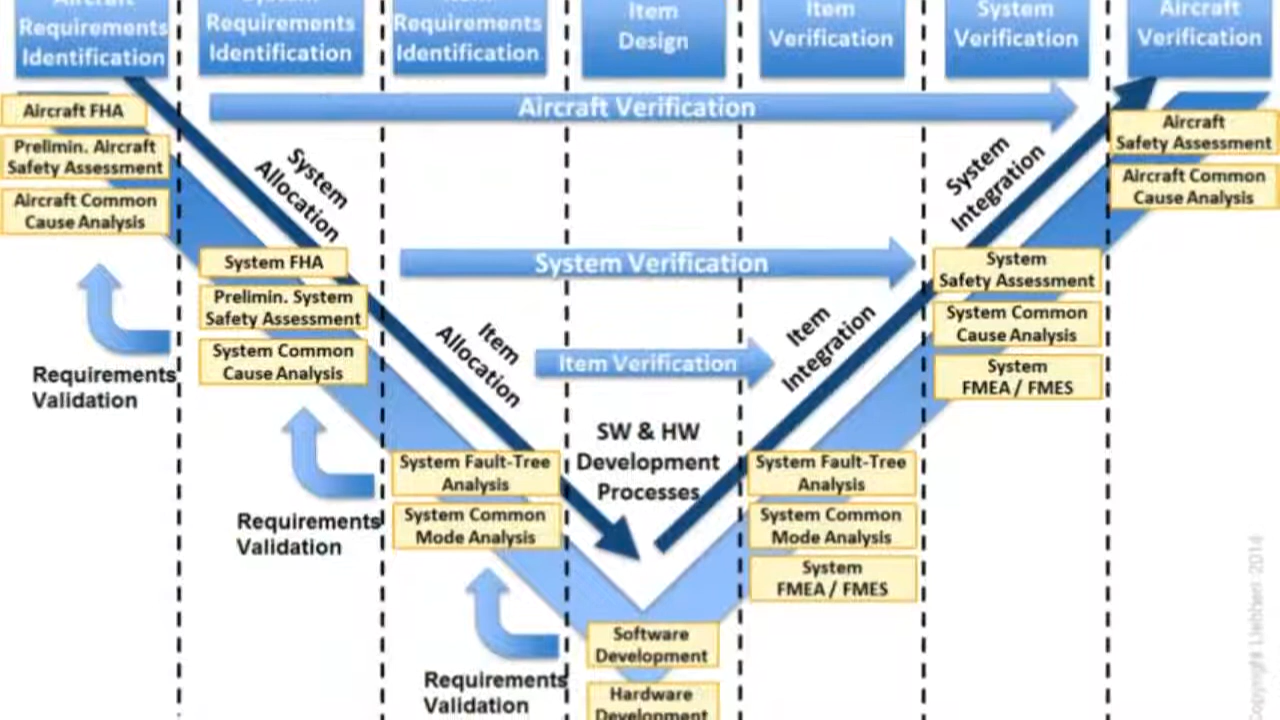 Aircraft
Requirements
Identification
System
Requirements
Identification
Item
Requirements
Identification
Item
Design
Item
Verification
System
Verification
Aircraft
Verification
Aircraft FHA
Prelimin. Aircraft
Safety Assessment
Aircraft Common
Cause Analysis
Aircraft Verification
System
Allocation
System
Integration
Aircraft
Safety Assessment
Aircraft Common
Cause Analysis
System FHA
Prelimin. System
Safety Assessment
System Common
Cause Analysis
System Verification
System
Safety Assessment
System Common
Cause Analysis
System
FMEA / FMES
Requirements
Validation
Item
Allocation
Item Verification
Item
Integration
SW & HW
Development
Processes
System Fault-Tree
Analysis
System Common
Mode Analysis
System Fault-Tree
Analysis
System Common
Mode Analysis
System
FMEA / FMES
Requirements
Validation
Software
Development
Hardware
Development
Requirements
Validation
Copyright Liebherr 2014